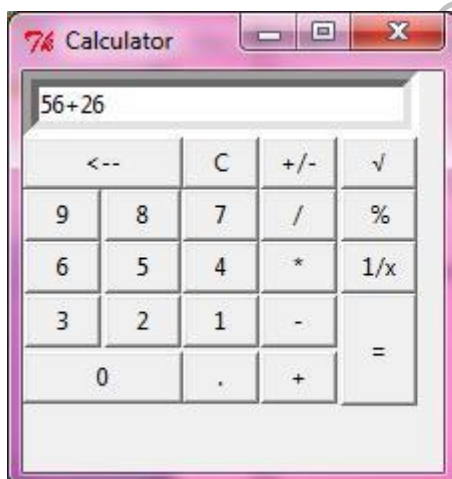 Calculator
56+26
<-- C +/- √
9 8 7 / %
6 5 4 * 1/x
3 2 1 -
=
0 . +